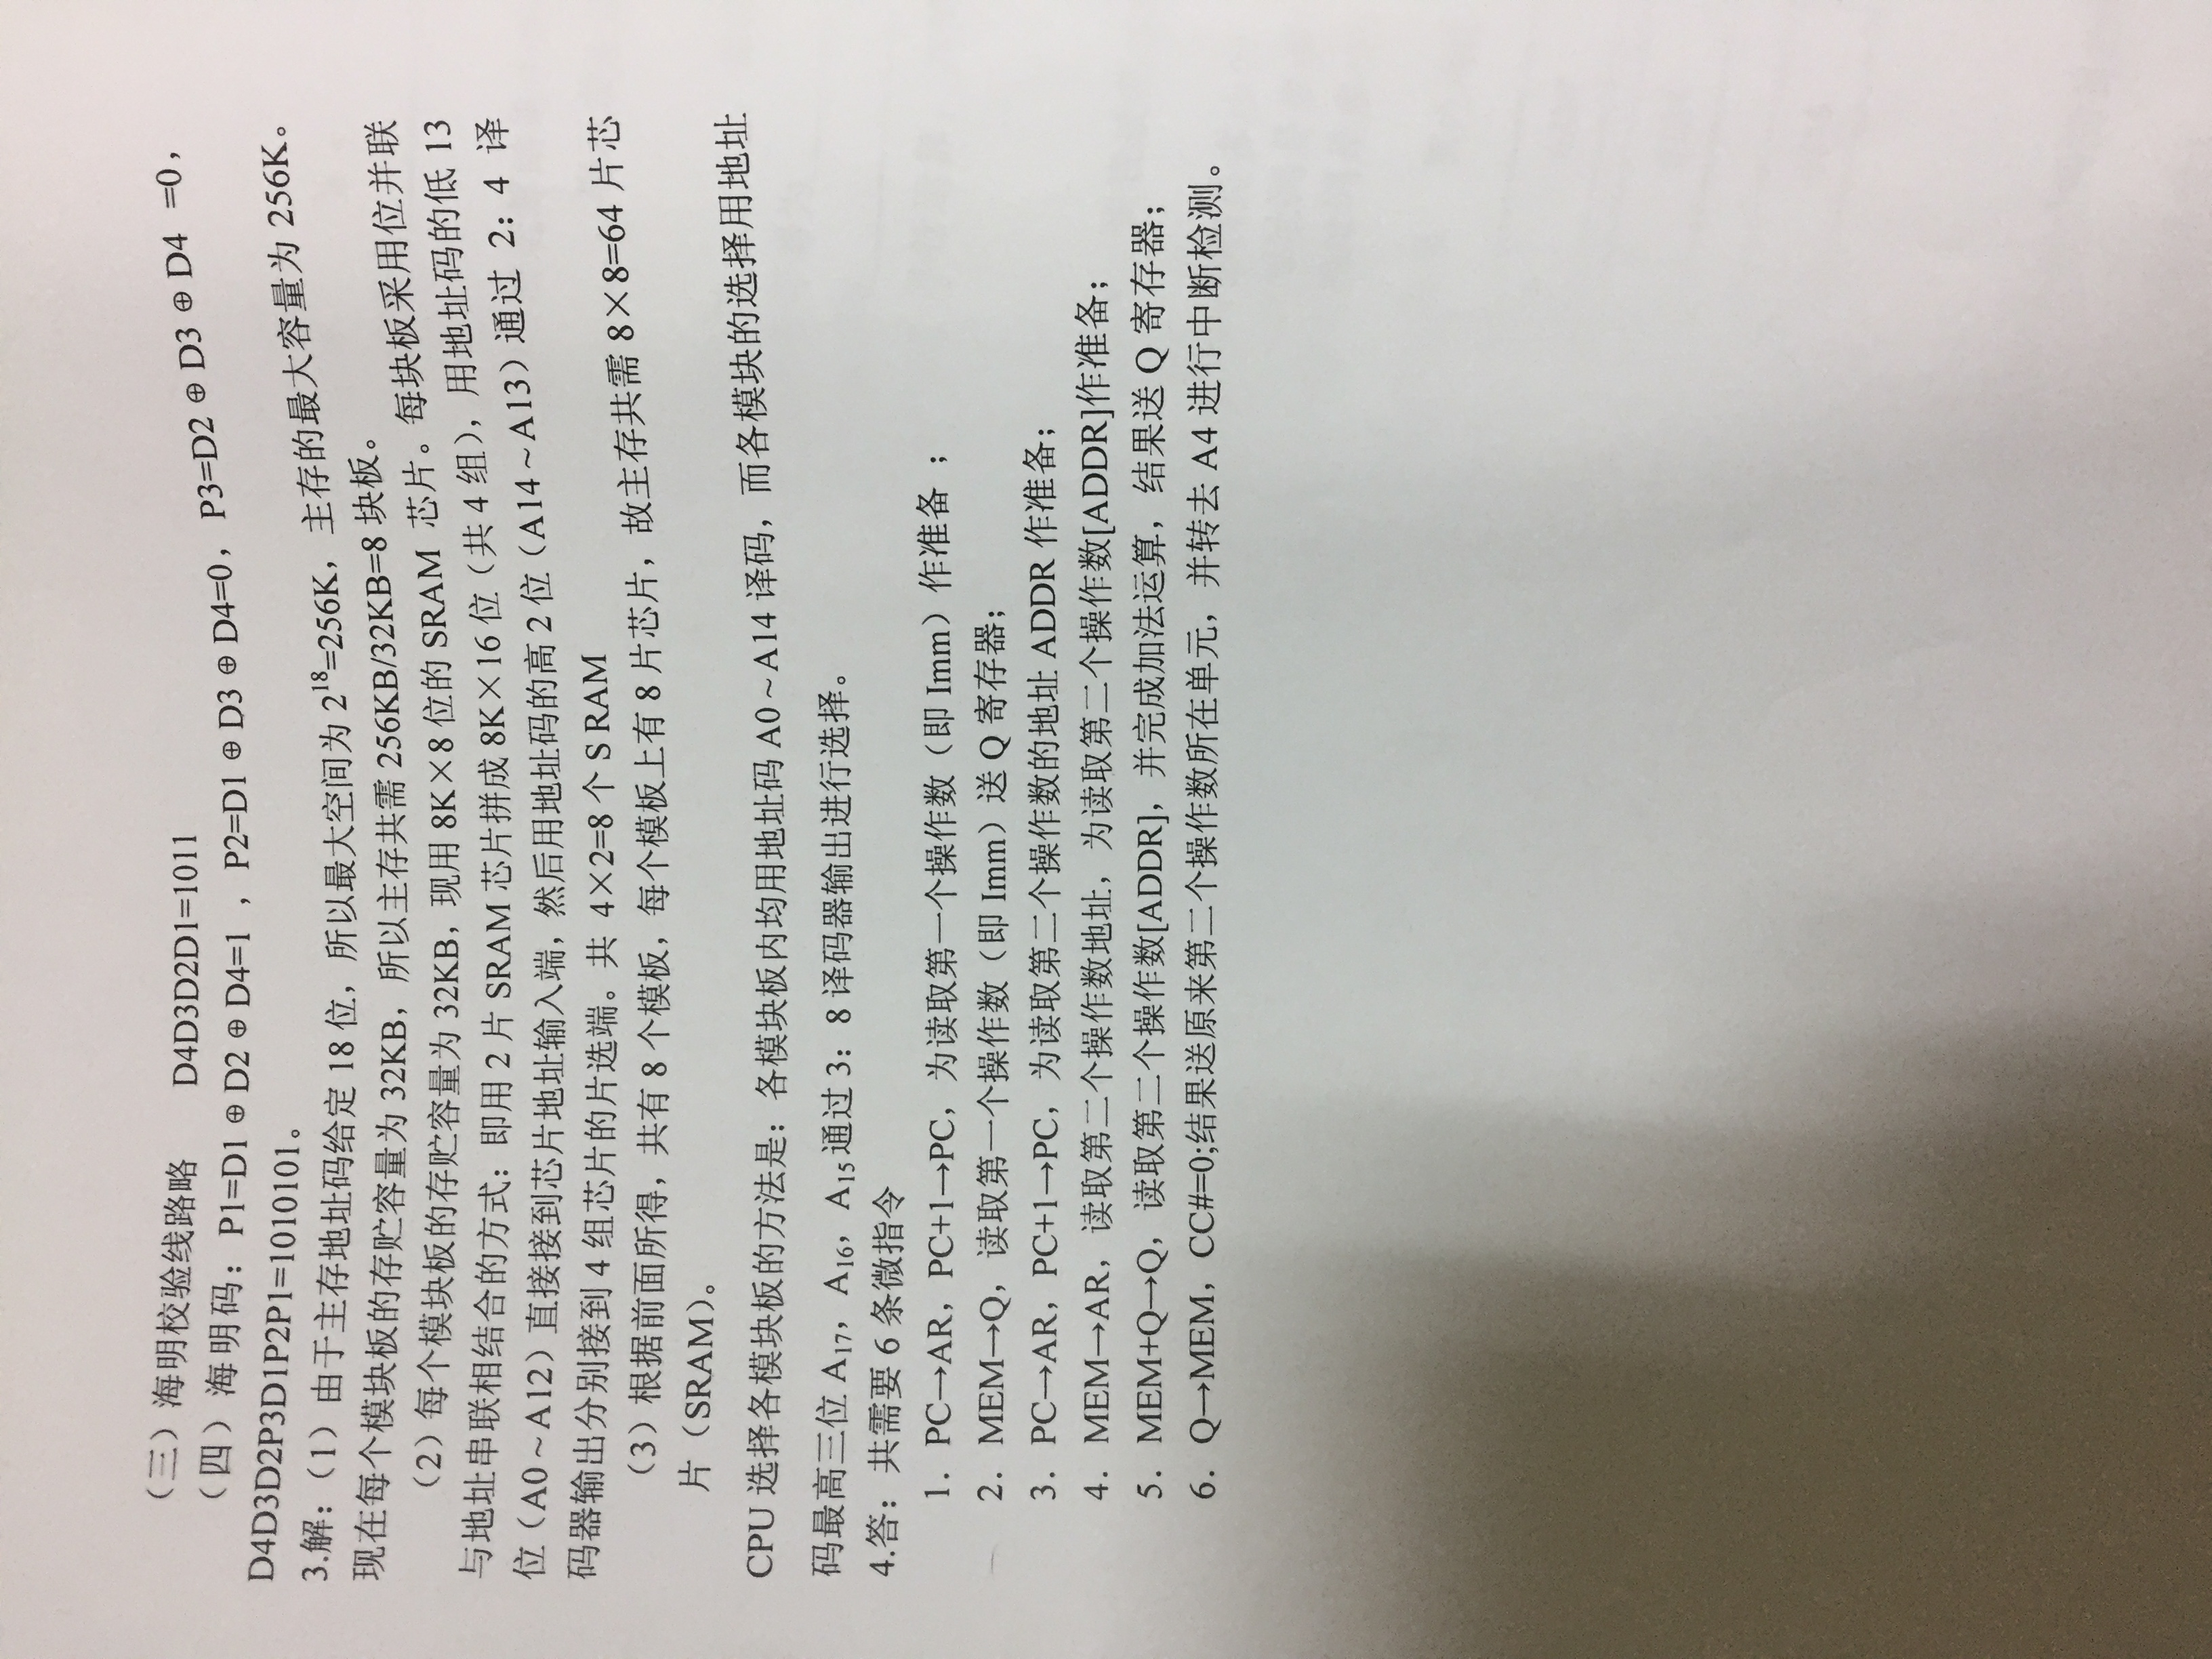 （三）海明校验线路略 D4D3D2D1=1011
（四）海明码：P1=D1⊕D2⊕D4=1 ，P2=D1⊕D3⊕D4=0，P3=D2⊕D3⊕D4 =0，
D4D3D2P3D1P2P1=1010101。
3.解：（1）由于主存地址码给定 18 位，所以最大空间为 2¹⁸=256K，主存的最大容量为 256K。
现在每个模块板的存贮容量为 32KB，所以主存共需 256KB/32KB=8 块板。
（2）每个模块板的存贮容量为 32KB，现用 8K×8 位的 SRAM 芯片。每块板采用位并联
与地址串联相结合的方式：即用 2 片 SRAM 芯片拼成 8K×16 位（共 4 组），用地址码的低 13
位（A0～A12）直接接到芯片地址输入端，然后用地址码的高 2 位（A14～A13）通过 2：4 译
码器输出分别接到 4 组芯片的片选端。共 4×2=8 个 S RAM
（3）根据前面所得，共有 8 个模板，每个模板上有 8 片芯片，故主存共需 8×8=64 片芯
片（SRAM）。
CPU 选择各模块板的方法是：各模块板内均用地址码 A0～A14 译码，而各模块的选择用地址
码最高三位 A₁₇，A₁₆，A₁₅通过 3：8 译码器输出进行选择。
4.答：共需要 6 条微指令
1．PC→AR，PC+1→PC，为读取第一个操作数（即 Imm）作准备 ；
2．MEM→Q，读取第一个操作数（即 Imm）送 Q 寄存器；
3．PC→AR，PC+1→PC，为读取第二个操作数的地址 ADDR 作准备；
4．MEM→AR，读取第二个操作数地址，为读取第二个操作数[ADDR]作准备；
5．MEM+Q→Q，读取第二个操作数[ADDR]，并完成加法运算，结果送 Q 寄存器；
6．Q→MEM，CC#=0;结果送原来第二个操作数所在单元，并转去 A4 进行中断检测。